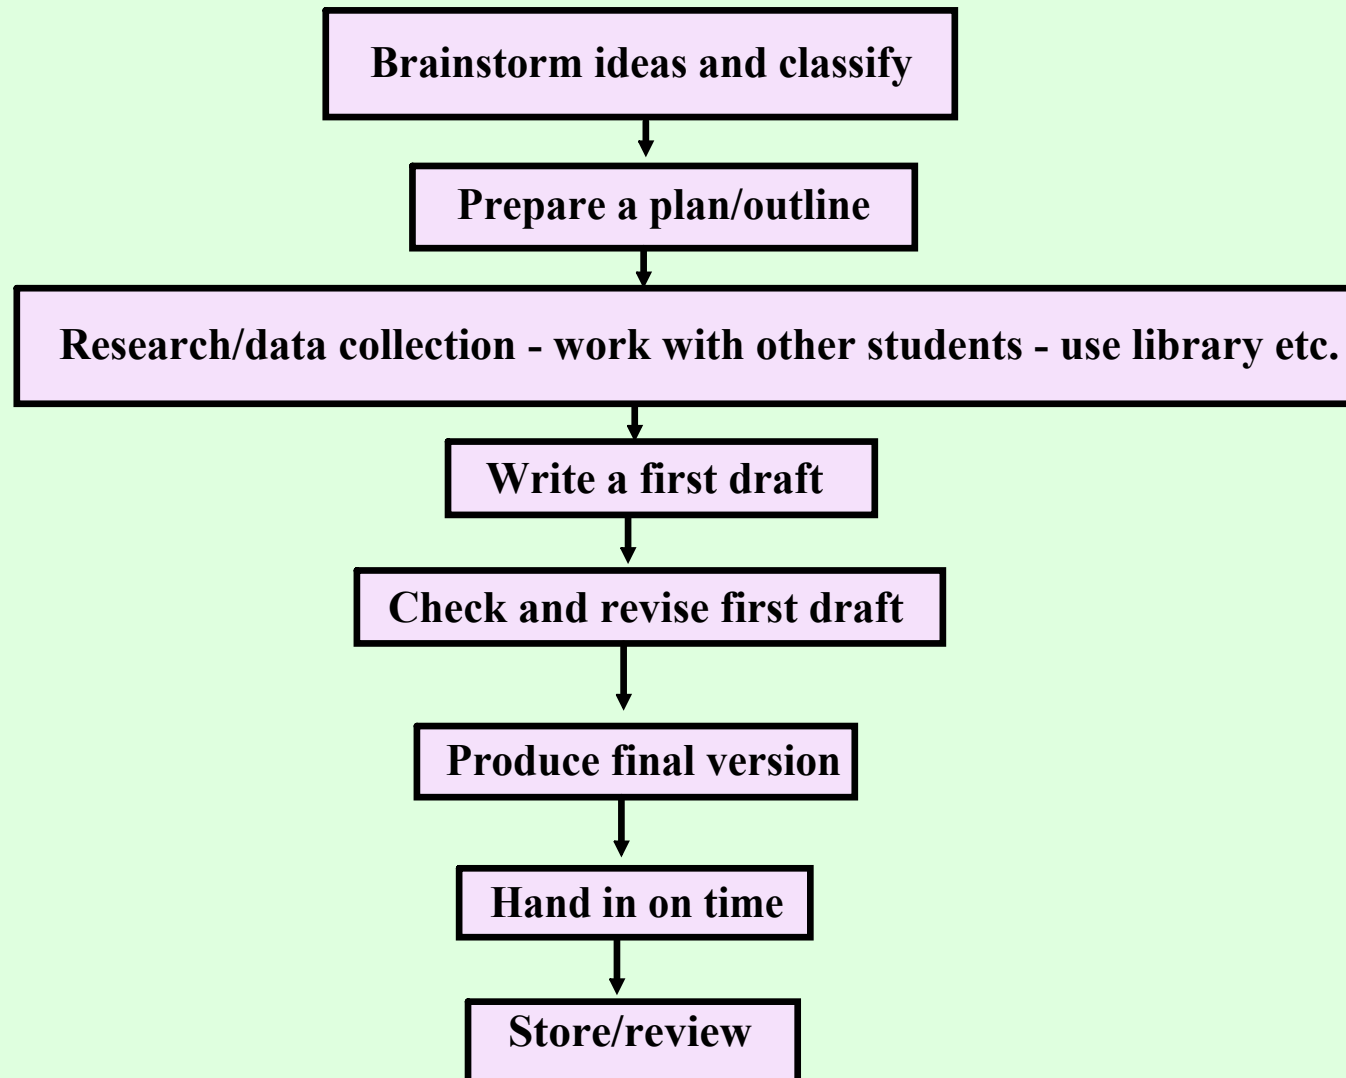 Brainstorm ideas and classify
Prepare a plan/outline
Research/data collection - work with other students - use library etc.
Write a first draft
Check and revise first draft
Produce final version
Hand in on time
Store/review